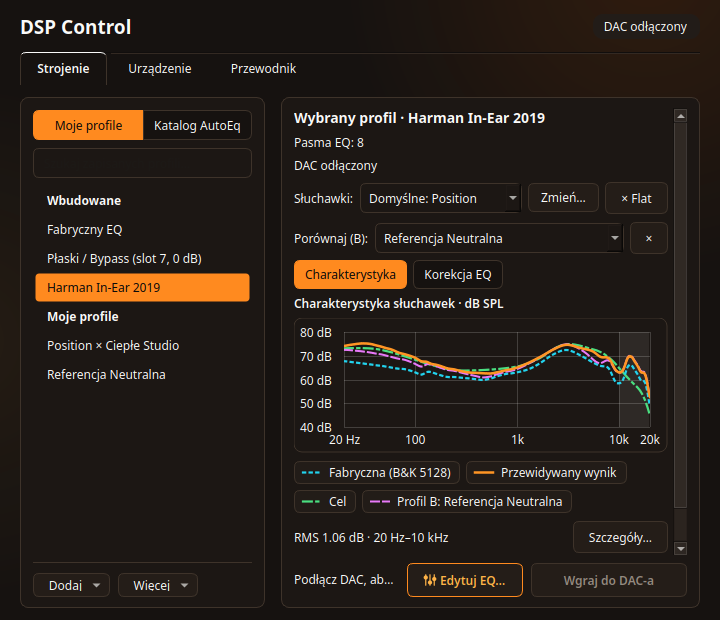 DSP Control
DAC odłączony
Strojenie
Urządzenie
Przewodnik
Moje profile
Katalog AutoEq
Wbudowane
Fabryczny EQ
Płaski / Bypass (slot 7, 0 dB)
Harman In-Ear 2019
Moje profile
Position × Ciepłe Studio
Referencja Neutralna
Dodaj
Więcej
Wybrany profil · Harman In-Ear 2019
Pasma EQ: 8
DAC odłączony
Słuchawki:
Domyślne: Position
Zmień...
× Flat
Porównaj (B):
Referencja Neutralna
×
Charakterystyka
Korekcja EQ
Charakterystyka słuchawek · dB SPL
80 dB
70 dB
60 dB
50 dB
40 dB
20 Hz 100 1k 10k 20k
Fabryczna (B&K 5128)
Przewidywany wynik
Cel
Profil B: Referencja Neutralna
RMS 1.06 dB · 20 Hz–10 kHz
Szczegóły...
Podłącz DAC, ab...
Edytuj EQ...
Wgraj do DAC-a